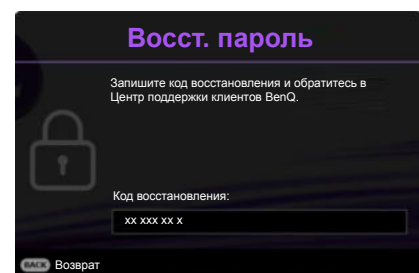 Восст. пароль
Запишите код восстановления и обратитесь в
Центр поддержки клиентов BenQ.
Код восстановления:
xx xxx xx x
BACK Возврат